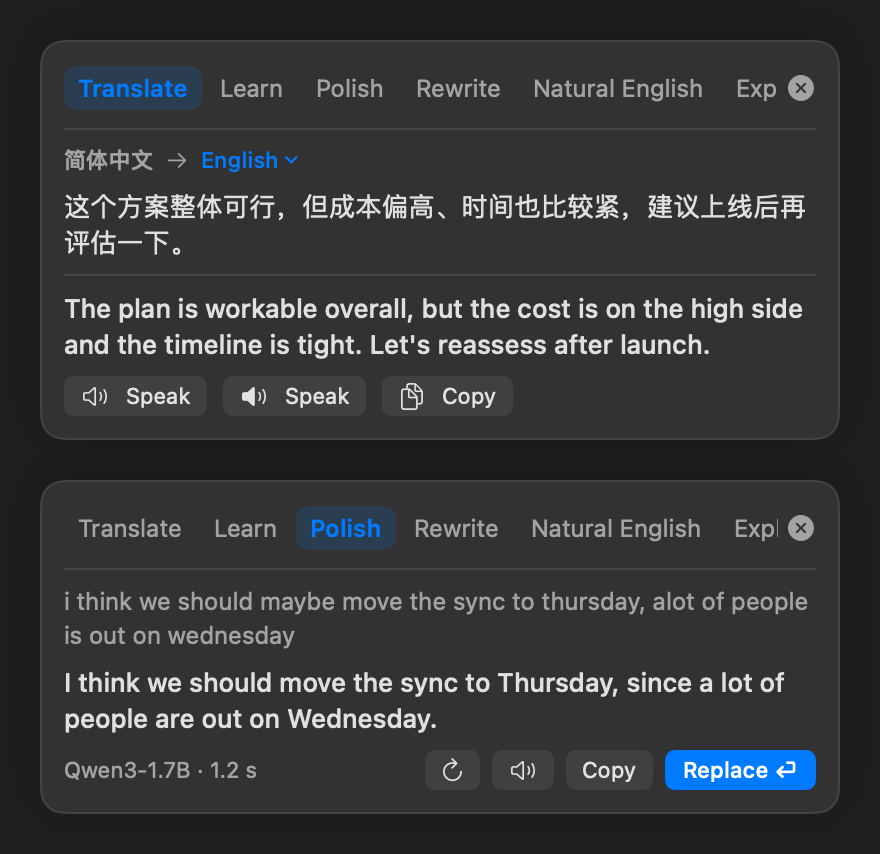 Translate Learn Polish Rewrite Natural English Exp
简体中文 → English
这个方案整体可行，但成本偏高、时间也比较紧，建议上线后再
评估一下。
The plan is workable overall, but the cost is on the high side
and the timeline is tight. Let's reassess after launch.
Speak Speak Copy
Translate Learn Polish Rewrite Natural English Expl
i think we should maybe move the sync to thursday, alot of people
is out on wednesday
I think we should move the sync to Thursday, since a lot of
people are out on Wednesday.
Qwen3-1.7B · 1.2 s Copy Replace